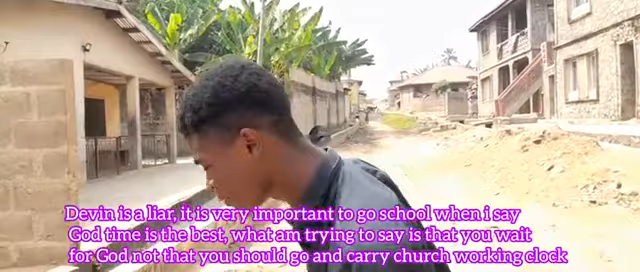 Devin is a liar, it is very important to go school when i say
God time is the best, what am trying to say is that you wait
for God not that you should go and carry church working clock